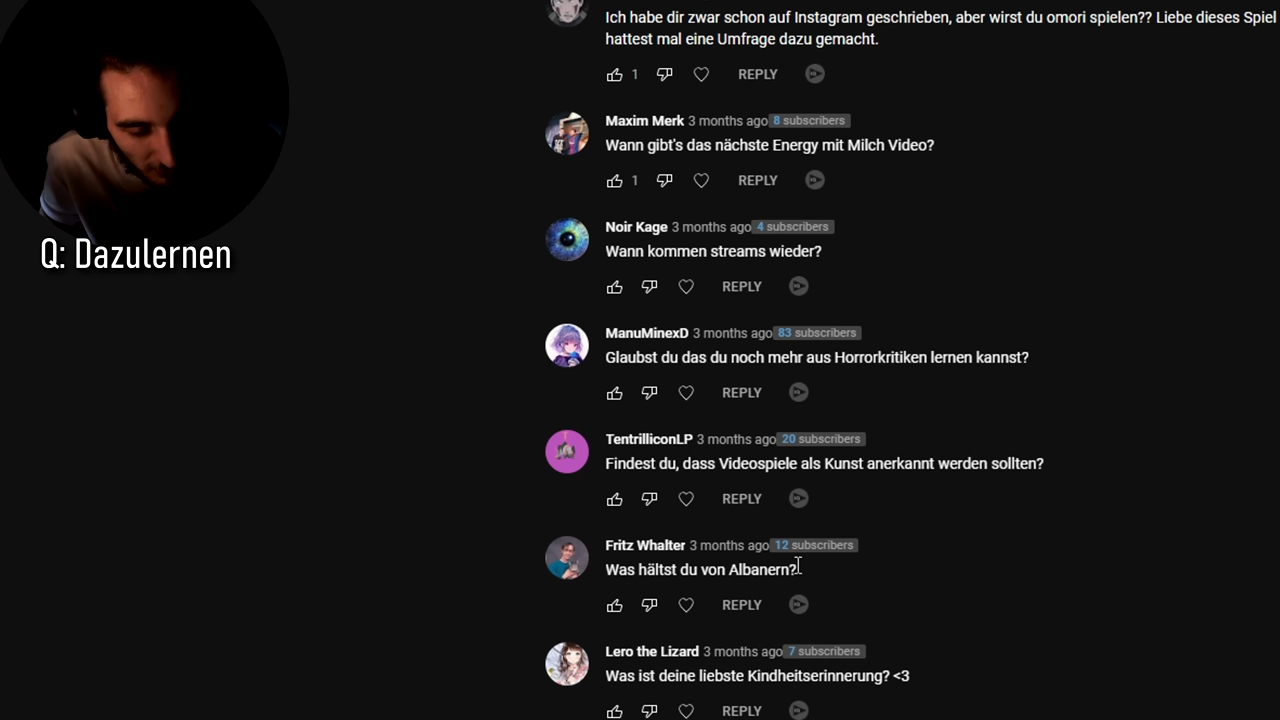 Ich habe dir zwar schon auf Instagram geschrieben, aber wirst du omori spielen?? Liebe dieses Spiel
hattest mal eine Umfrage dazu gemacht.
1 REPLY
Maxim Merk 3 months ago 8 subscribers
Wann gibt's das nächste Energy mit Milch Video?
1 REPLY
Noir Kage 3 months ago 4 subscribers
Wann kommen streams wieder?
Q: Dazulernen
REPLY
ManuMinexD 3 months ago 83 subscribers
Glaubst du das du noch mehr aus Horrorkritiken lernen kannst?
REPLY
TentrilliconLP 3 months ago 20 subscribers
Findest du, dass Videospiele als Kunst anerkannt werden sollten?
REPLY
Fritz Whalter 3 months ago 12 subscribers
Was hältst du von Albanern?
REPLY
Lero the Lizard 3 months ago 7 subscribers
Was ist deine liebste Kindheitserinnerung? <3
REPLY